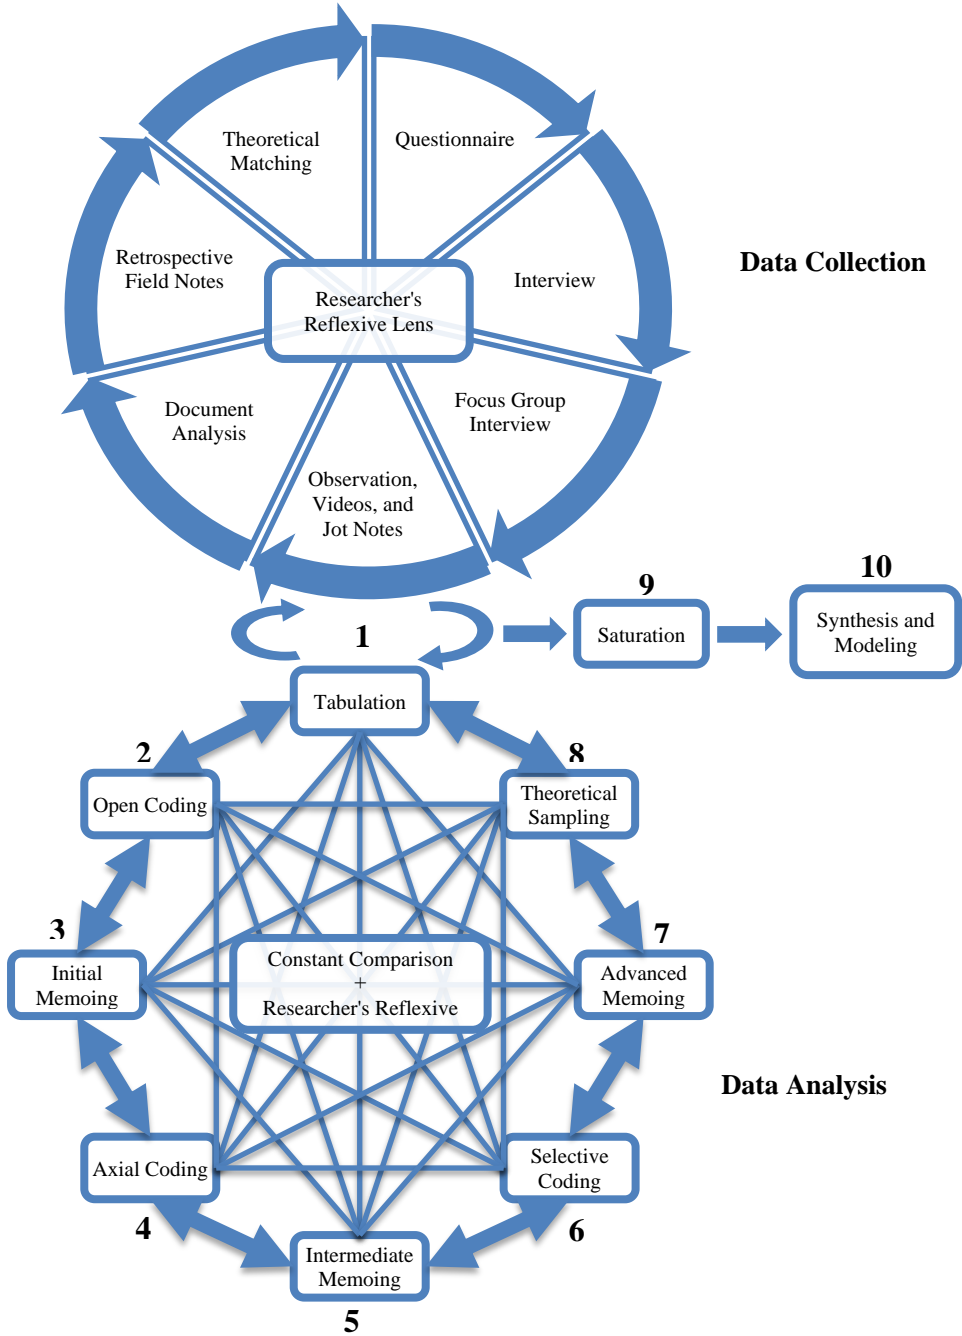 Theoretical
Matching
Questionnaire
Retrospective
Field Notes
Researcher's
Reflexive Lens
Interview
Data Collection
Document
Analysis
Focus Group
Interview
Observation,
Videos, and
Jot Notes
1
9
10
Saturation
Synthesis and
Modeling
Tabulation
2
8
Open Coding
Theoretical
Sampling
3
7
Initial
Memoing
Constant Comparison
+
Researcher's Reflexive
Advanced
Memoing
Data Analysis
Axial Coding
Selective
Coding
4
6
Intermediate
Memoing
5